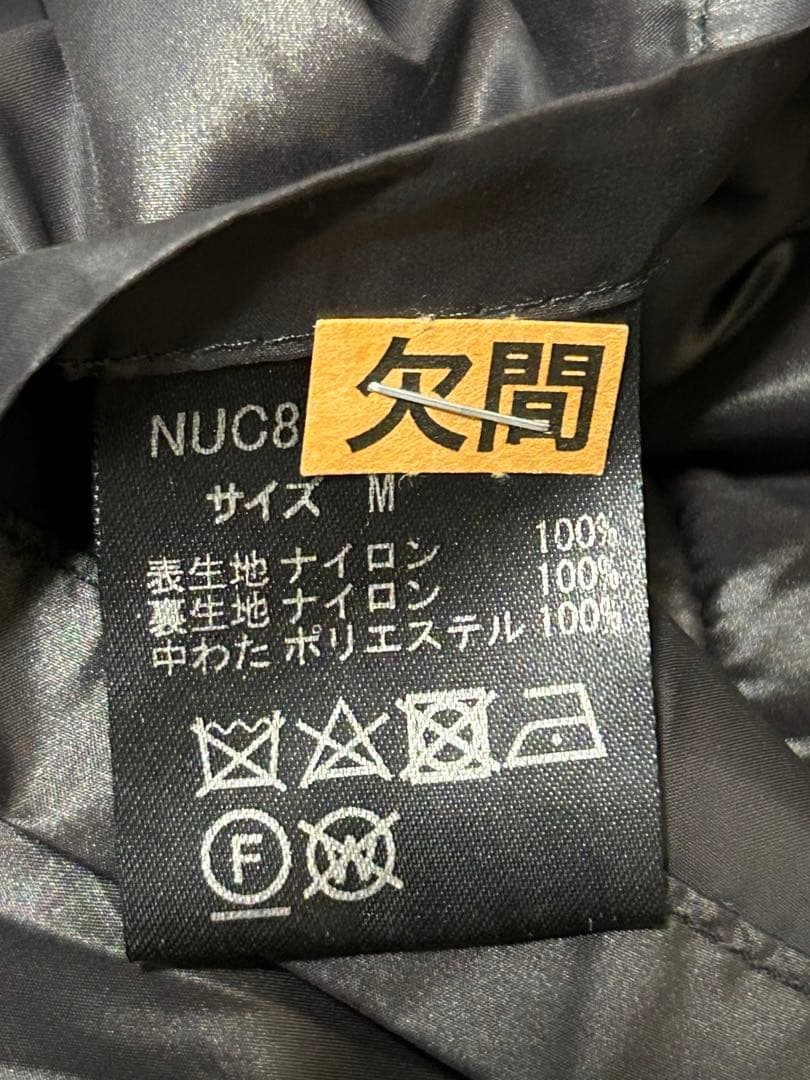 NUC8
欠間
サイズ M
表生地 ナイロン 100%
裏生地 ナイロン 100%
中わた ポリエステル 100%
F
W